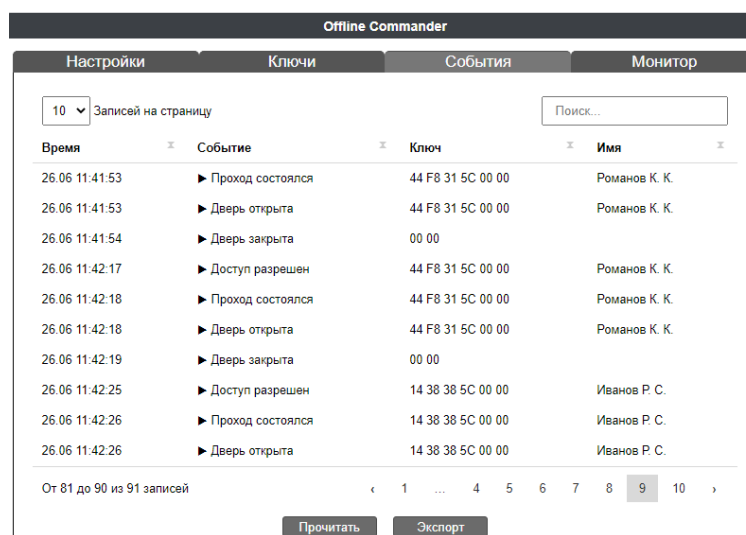 Offline Commander
Настройки Ключи События Монитор
10 Записей на страницу Поиск...
Время Событие Ключ Имя
26.06 11:41:53 ► Проход состоялся 44 F8 31 5C 00 00 Романов К. К.
26.06 11:41:53 ► Дверь открыта 44 F8 31 5C 00 00 Романов К. К.
26.06 11:41:54 ► Дверь закрыта 00 00
26.06 11:42:17 ► Доступ разрешен 44 F8 31 5C 00 00 Романов К. К.
26.06 11:42:18 ► Проход состоялся 44 F8 31 5C 00 00 Романов К. К.
26.06 11:42:18 ► Дверь открыта 44 F8 31 5C 00 00 Романов К. К.
26.06 11:42:19 ► Дверь закрыта 00 00
26.06 11:42:25 ► Доступ разрешен 14 38 38 5C 00 00 Иванов Р. С.
26.06 11:42:26 ► Проход состоялся 14 38 38 5C 00 00 Иванов Р. С.
26.06 11:42:26 ► Дверь открыта 14 38 38 5C 00 00 Иванов Р. С.
От 81 до 90 из 91 записей ‹ 1 ... 4 5 6 7 8 9 10 ›
Прочитать Экспорт